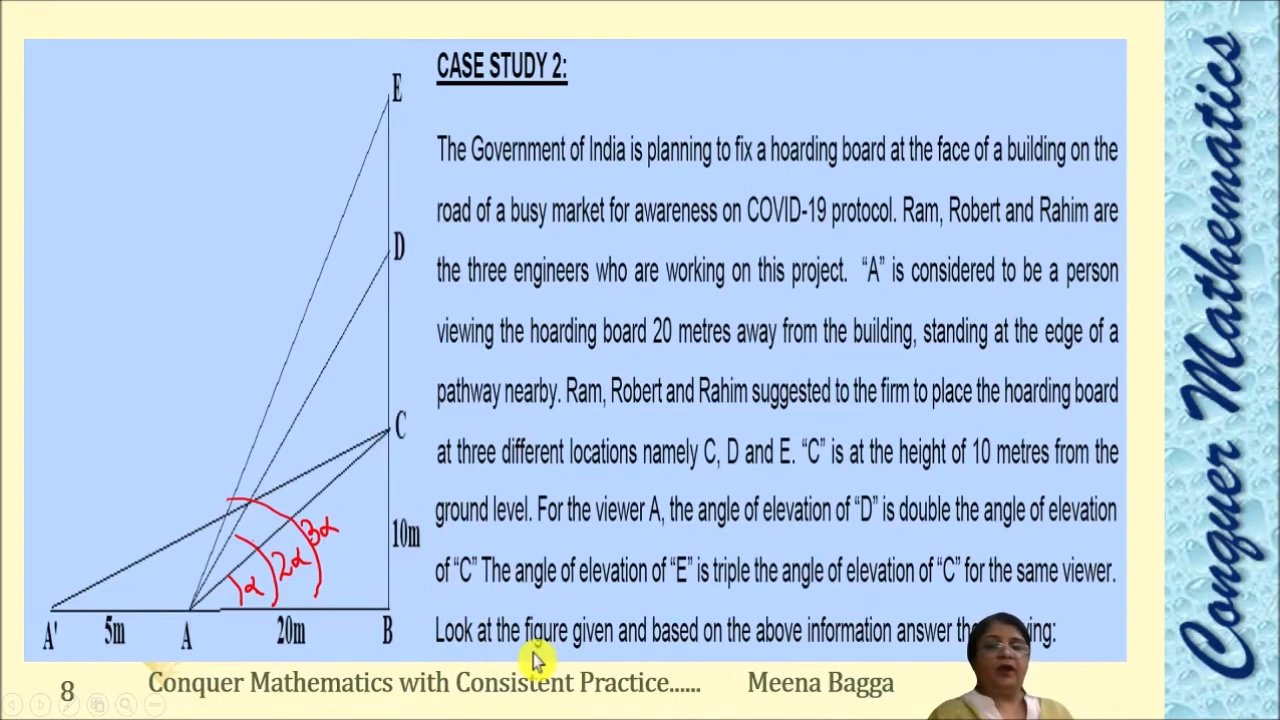 CASE STUDY 2:
The Government of India is planning to fix a hoarding board at the face of a building on the
road of a busy market for awareness on COVID-19 protocol. Ram, Robert and Rahim are
the three engineers who are working on this project. “A” is considered to be a person
viewing the hoarding board 20 metres away from the building, standing at the edge of a
pathway nearby. Ram, Robert and Rahim suggested to the firm to place the hoarding board
at three different locations namely C, D and E. “C” is at the height of 10 metres from the
ground level. For the viewer A, the angle of elevation of “D” is double the angle of elevation
of “C” The angle of elevation of “E” is triple the angle of elevation of “C” for the same viewer.
Look at the figure given and based on the above information answer the
E
D
C
10m
3α
2α
α
A'
5m
A
20m
B
8
Conquer Mathematics with Consistent Practice......
Meena Bagga
Conquer Mathematics